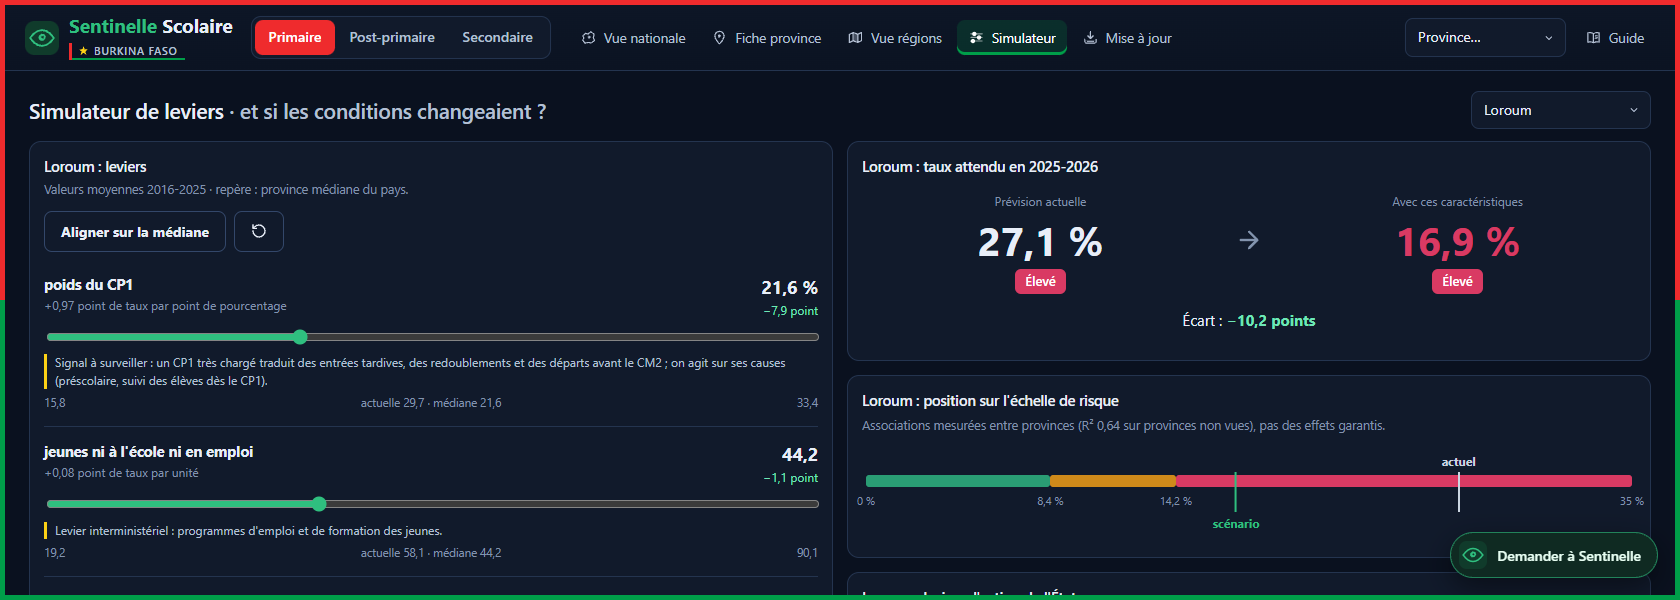 Sentinelle Scolaire
★ BURKINA FASO
Primaire
Post-primaire
Secondaire
Vue nationale
Fiche province
Vue régions
Simulateur
Mise à jour
Province...
Guide
Simulateur de leviers · et si les conditions changeaient ?
Loroum
Loroum : leviers
Valeurs moyennes 2016-2025 · repère : province médiane du pays.
Aligner sur la médiane
poids du CP1
21,6 %
+0,97 point de taux par point de pourcentage
−7,9 point
Signal à surveiller : un CP1 très chargé traduit des entrées tardives, des redoublements et des départs avant le CM2 ; on agit sur ses causes
(préscolaire, suivi des élèves dès le CP1).
15,8
actuelle 29,7 · médiane 21,6
33,4
jeunes ni à l'école ni en emploi
44,2
+0,08 point de taux par unité
−1,1 point
Levier interministériel : programmes d'emploi et de formation des jeunes.
19,2
actuelle 58,1 · médiane 44,2
90,1
Loroum : taux attendu en 2025-2026
Prévision actuelle
Avec ces caractéristiques
27,1 %
→
16,9 %
Élevé
Élevé
Écart : −10,2 points
Loroum : position sur l'échelle de risque
Associations mesurées entre provinces (R² 0,64 sur provinces non vues), pas des effets garantis.
actuel
0 %
8,4 %
14,2 %
35 %
scénario
Demander à Sentinelle